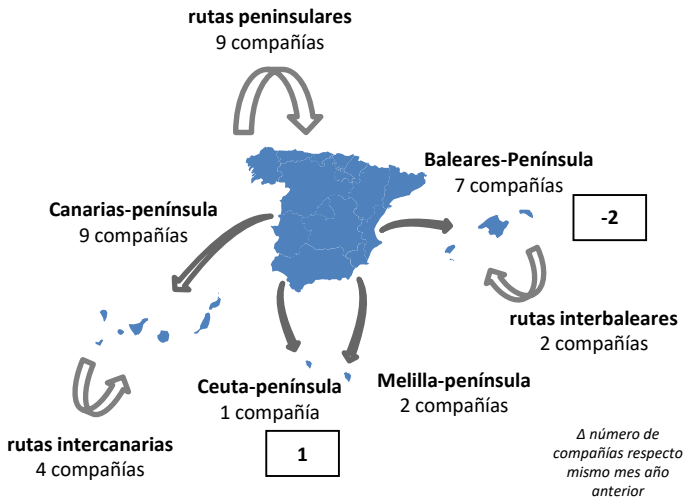 rutas peninsulares
9 compañías
Baleares-Península
7 compañías
-2
Canarias-península
9 compañías
rutas interbaleares
2 compañías
Ceuta-península
1 compañía
1
Melilla-península
2 compañías
rutas intercanarias
4 compañías
Δ número de
compañías respecto
mismo mes año
anterior